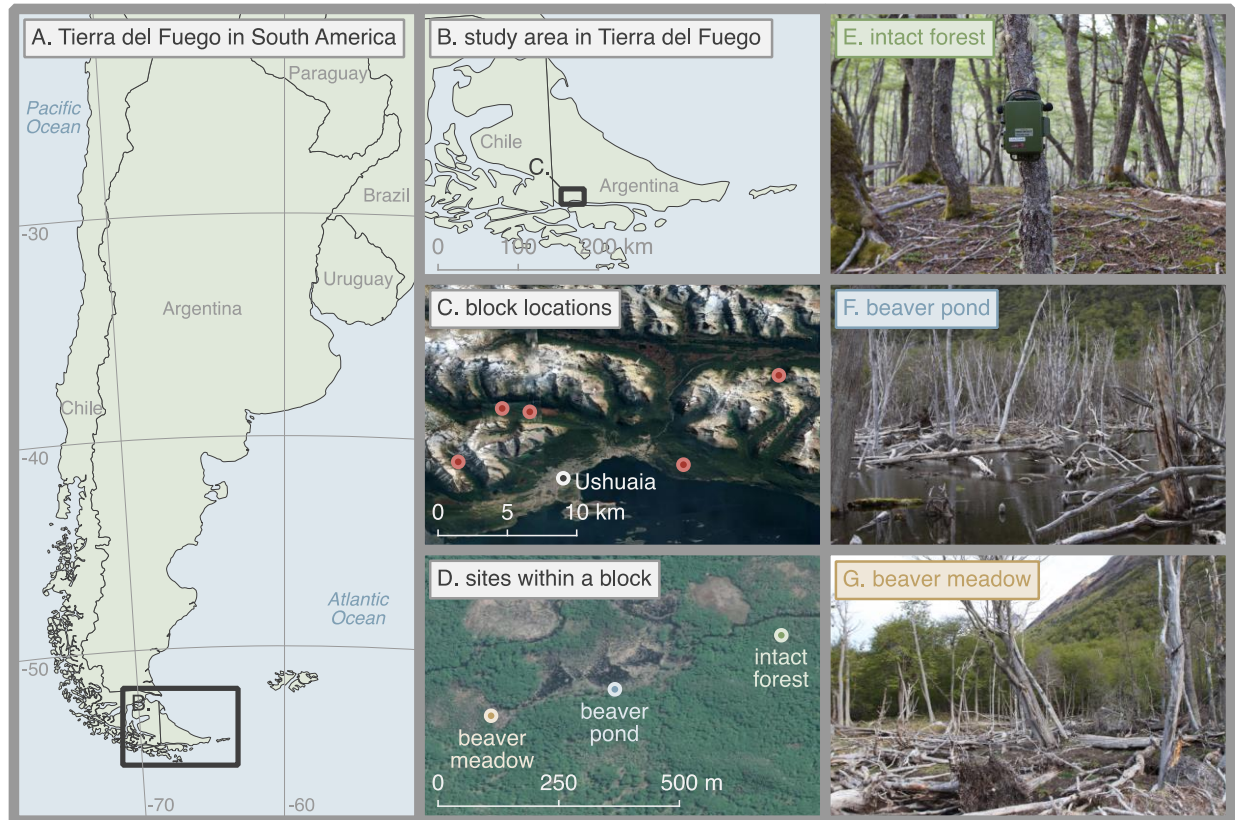 A. Tierra del Fuego in South America
Pacific
Ocean
Paraguay
Brazil
-30
Uruguay
Argentina
Chile
-40
Atlantic
Ocean
-50
B.
-70
-60
B. study area in Tierra del Fuego
Chile
C.
Argentina
0 100 200 km
C. block locations
Ushuaia
0 5 10 km
D. sites within a block
intact
forest
beaver
pond
beaver
meadow
0 250 500 m
E. intact forest
F. beaver pond
G. beaver meadow